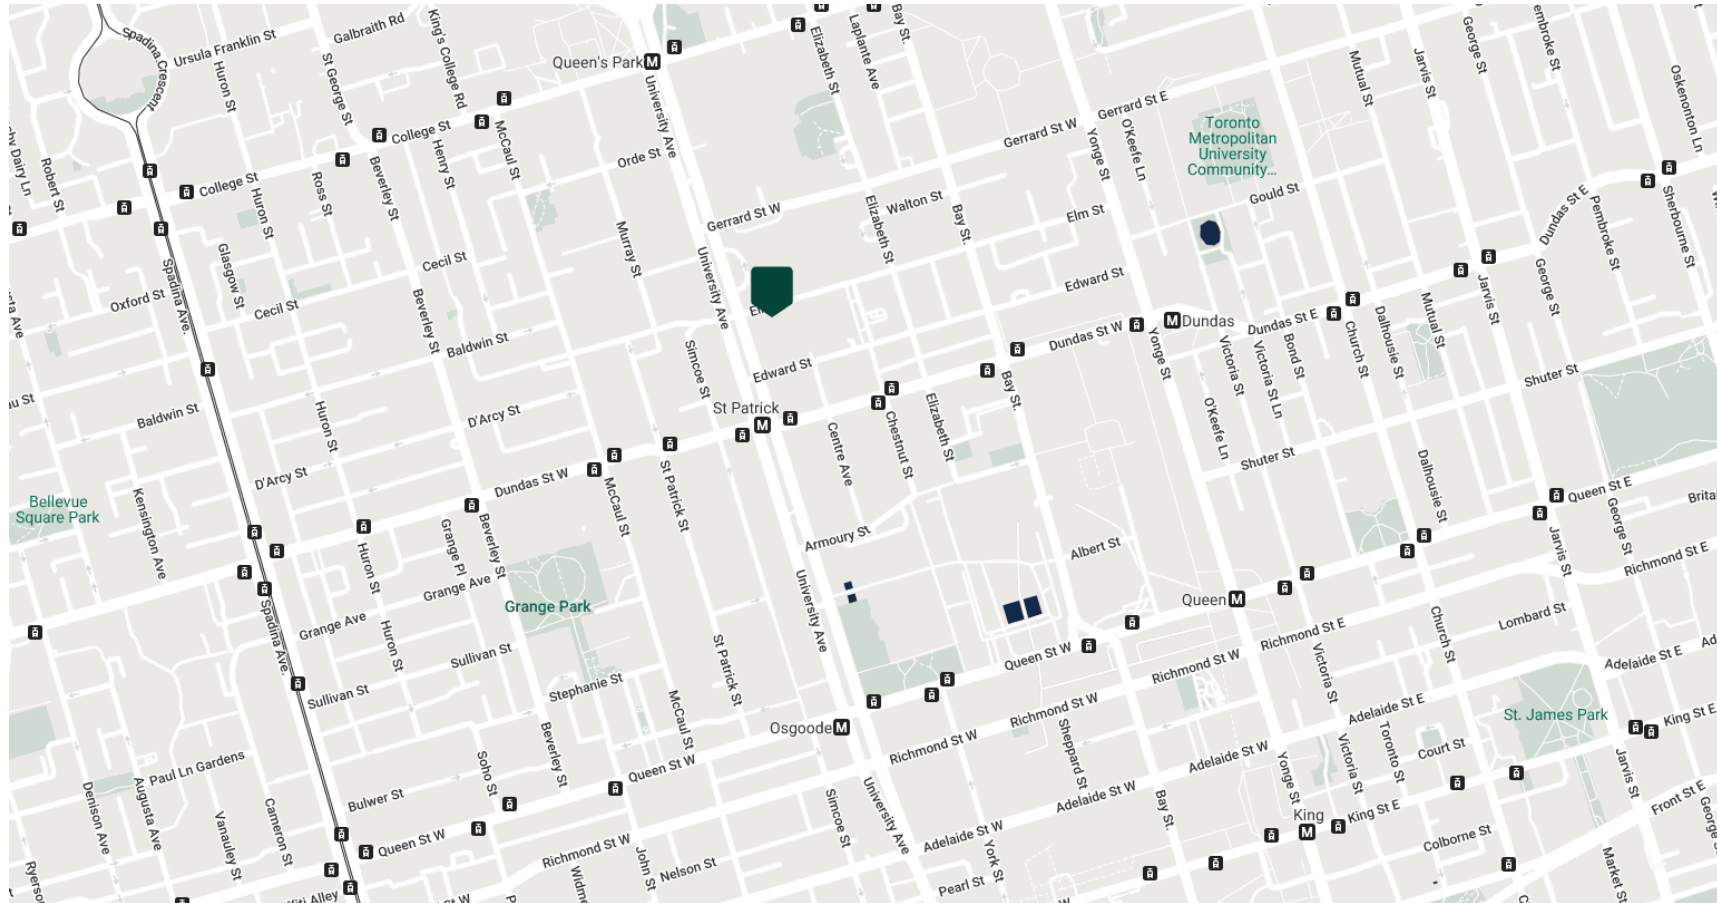 Spadina Crescent
Ursula Franklin St
Galbraith Rd
King's College Rd
Huron St
St George St
Queen's Park
University Ave
Elizabeth St
Laplante Ave
Bay St.
Gerrard St E
Gerrard St W
Mutual St
Jarvis St
George St
Oskenonton Ln
Yonge St
O'Keefe Ln
Toronto
Metropolitan
University
Community...
Gould St
College St
McCaul St
Henry St
Orde St
Robert St
College St
Huron St
Ross St
Beverley St
Murray St
Gerrard St W
Walton St
Elizabeth St
Bay St.
Elm St
Dundas St E
Pembroke St
Sherbourne St
Glasgow St
Cecil St
Spadina Ave.
Oxford St
Cecil St
Beverley St
University Ave
Edward St
George St
Jarvis St
Mutual St
Baldwin St
Simcoe St
Edward St
Dundas St W
Dundas
Dundas St E
Yonge St
Victoria St
Victoria St Ln
Bond St
Church St
Dalhousie St
Shuter St
Baldwin St
Huron St
D'Arcy St
St Patrick
Centre Ave
Chestnut St
Elizabeth St
Bay St.
O'Keefe Ln
Shuter St
Dalhousie St
Bellevue
Square Park
Kensington Ave
D'Arcy St
Dundas St W
McCaul St
St Patrick St
Queen St E
George St
Jarvis St
Richmond St E
Grange Pl
Beverley St
Huron St
Armoury St
Albert St
Grange Ave
Grange Park
Grange Ave
Spadina Ave.
University Ave
Queen
Queen St W
Richmond St E
Church St
Lombard St
Huron St
Sullivan St
St Patrick St
Richmond St W
Victoria St
Adelaide St E
Sullivan St
Stephanie St
McCaul St
Osgoode
Richmond St W
Richmond St W
Sheppard St
Adelaide St E
St. James Park
King St E
Paul Ln Gardens
Beverley St
Soho St
Queen St W
Adelaide St W
Yonge St
Victoria St
Toronto St
Court St
Jarvis St
Denison Ave
Augusta Ave
Vanauley St
Cameron St
Bulwer St
Queen St W
Richmond St W
John St
Nelson St
Simcoe St
University Ave
Adelaide St W
Adelaide St W
York St
Pearl St
Bay St.
King
King St E
Colborne St
Front St E
Market St